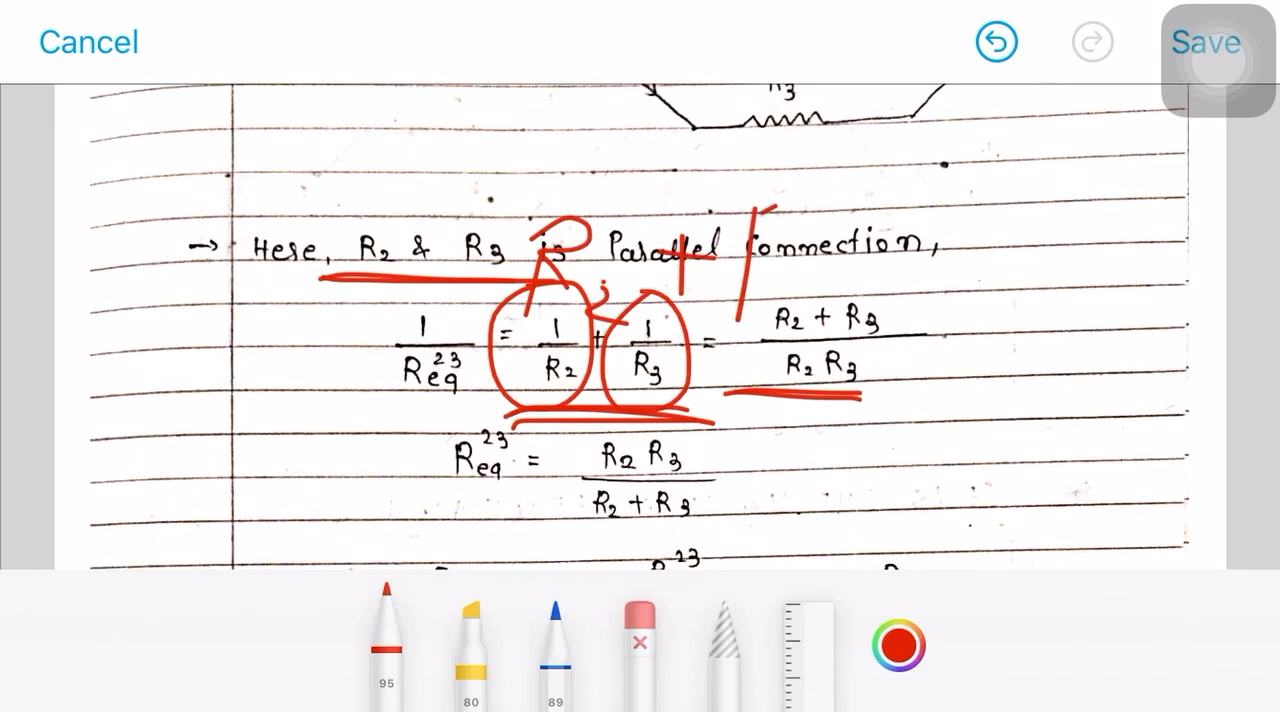 Cancel
Save
→ Here, R₂ & R₃ is Parallel Connection,
1/Req²³ = 1/R₂ + 1/R₃ = R₂ + R₃ / R₂ R₃
Req²³ = R₂ R₃ / R₂ + R₃
95
80
89